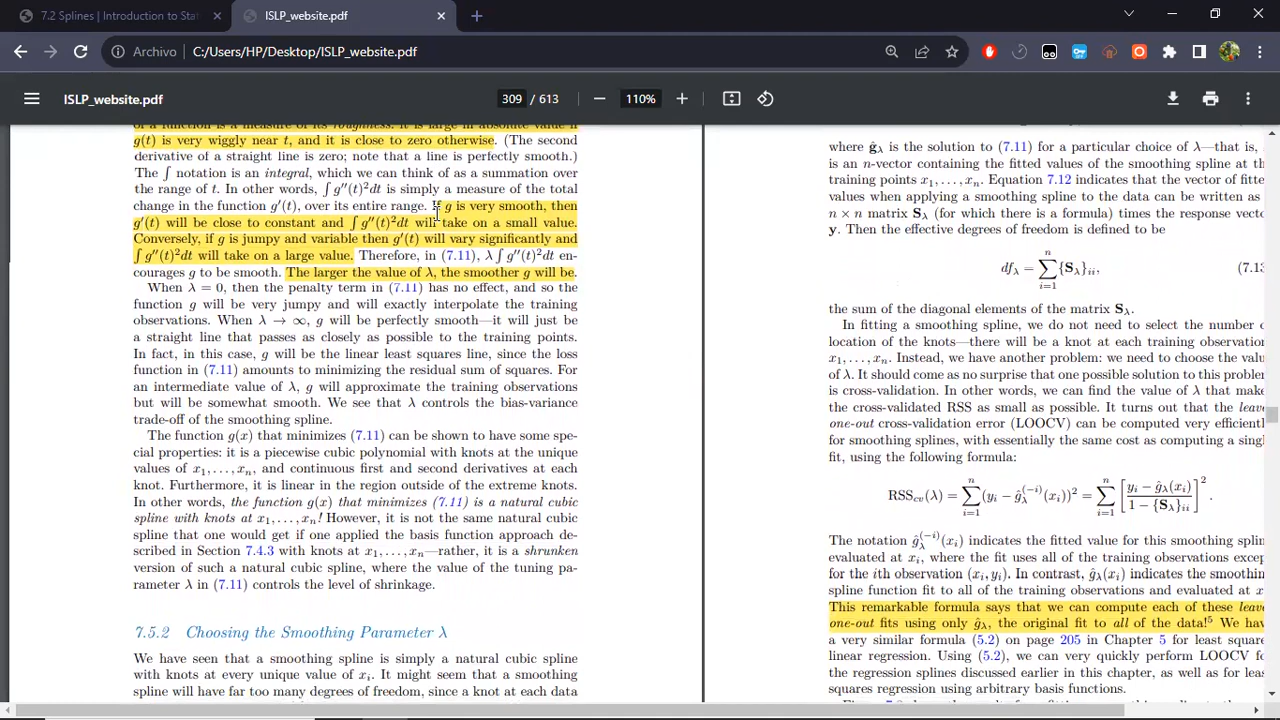 7.2 Splines | Introduction to Stat
ISLP_website.pdf
Archivo
C:/Users/HP/Desktop/ISLP_website.pdf
ISLP_website.pdf
309 / 613
110%
of a function is a measure of its roughness: it is large in absolute value if
g(t) is very wiggly near t, and it is close to zero otherwise. (The second
derivative of a straight line is zero; note that a line is perfectly smooth.)
The ∫ notation is an integral, which we can think of as a summation over
the range of t. In other words, ∫ g′′(t)²dt is simply a measure of the total
change in the function g′(t), over its entire range. If g is very smooth, then
g′(t) will be close to constant and ∫ g′′(t)²dt will take on a small value.
Conversely, if g is jumpy and variable then g′(t) will vary significantly and
∫ g′′(t)²dt will take on a large value. Therefore, in (7.11), λ ∫ g′′(t)²dt en-
courages g to be smooth. The larger the value of λ, the smoother g will be.
When λ = 0, then the penalty term in (7.11) has no effect, and so the
function g will be very jumpy and will exactly interpolate the training
observations. When λ → ∞, g will be perfectly smooth—it will just be
a straight line that passes as closely as possible to the training points.
In fact, in this case, g will be the linear least squares line, since the loss
function in (7.11) amounts to minimizing the residual sum of squares. For
an intermediate value of λ, g will approximate the training observations
but will be somewhat smooth. We see that λ controls the bias-variance
trade-off of the smoothing spline.
The function g(x) that minimizes (7.11) can be shown to have some spe-
cial properties: it is a piecewise cubic polynomial with knots at the unique
values of x₁, . . . , xₙ, and continuous first and second derivatives at each
knot. Furthermore, it is linear in the region outside of the extreme knots.
In other words, the function g(x) that minimizes (7.11) is a natural cubic
spline with knots at x₁, . . . , xₙ! However, it is not the same natural cubic
spline that one would get if one applied the basis function approach de-
scribed in Section 7.4.3 with knots at x₁, . . . , xₙ—rather, it is a shrunken
version of such a natural cubic spline, where the value of the tuning pa-
rameter λ in (7.11) controls the level of shrinkage.
7.5.2 Choosing the Smoothing Parameter λ
We have seen that a smoothing spline is simply a natural cubic spline
with knots at every unique value of xᵢ. It might seem that a smoothing
spline will have far too many degrees of freedom, since a knot at each data
where ĝλ is the solution to (7.11) for a particular choice of λ—that is,
is an n-vector containing the fitted values of the smoothing spline at the
training points x₁, . . . , xₙ. Equation 7.12 indicates that the vector of fitted
values when applying a smoothing spline to the data can be written as
n × n matrix Sλ (for which there is a formula) times the response vecto
y. Then the effective degrees of freedom is defined to be
dfλ = ∑ⁿᵢ₌₁ {Sλ}ᵢᵢ, (7.13
the sum of the diagonal elements of the matrix Sλ.
In fitting a smoothing spline, we do not need to select the number o
location of the knots—there will be a knot at each training observation
x₁, . . . , xₙ. Instead, we have another problem: we need to choose the valu
of λ. It should come as no surprise that one possible solution to this problem
is cross-validation. In other words, we can find the value of λ that make
the cross-validated RSS as small as possible. It turns out that the leave
one-out cross-validation error (LOOCV) can be computed very efficientl
for smoothing splines, with essentially the same cost as computing a singl
fit, using the following formula:
RSScv(λ) = ∑ⁿᵢ₌₁ (yᵢ − ĝλ⁽⁻ⁱ⁾(xᵢ))² = ∑ⁿᵢ₌₁ [ yᵢ − ĝλ(xᵢ) / 1 − {Sλ}ᵢᵢ ]² .
The notation ĝλ⁽⁻ⁱ⁾(xᵢ) indicates the fitted value for this smoothing splin
evaluated at xᵢ, where the fit uses all of the training observations excep
for the ith observation (xᵢ, yᵢ). In contrast, ĝλ(xᵢ) indicates the smoothin
spline function fit to all of the training observations and evaluated at x
This remarkable formula says that we can compute each of these leave
one-out fits using only ĝλ, the original fit to all of the data!⁵ We hav
a very similar formula (5.2) on page 205 in Chapter 5 for least square
linear regression. Using (5.2), we can very quickly perform LOOCV fo
the regression splines discussed earlier in this chapter, as well as for leas
squares regression using arbitrary basis functions.